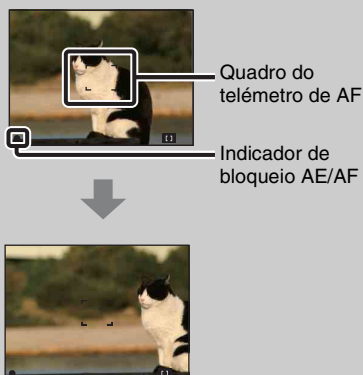 Quadro do
telémetro de AF
Indicador de
bloqueio AE/AF